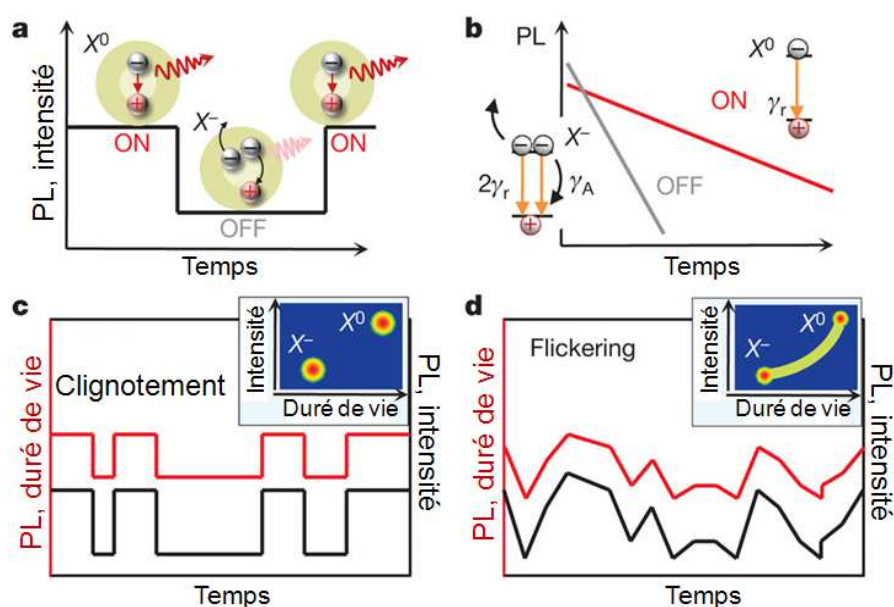 a
X⁰
PL, intensité
ON
X⁻
ON
OFF
Temps
b
PL
X⁰
ON
γr
X⁻
2γr
γA
OFF
Temps
c
Intensité
X⁰
X⁻
Duré de vie
Clignotement
PL, duré de vie
PL, intensité
Temps
d
Intensité
X⁰
X⁻
Duré de vie
Flickering
PL, duré de vie
PL, intensité
Temps